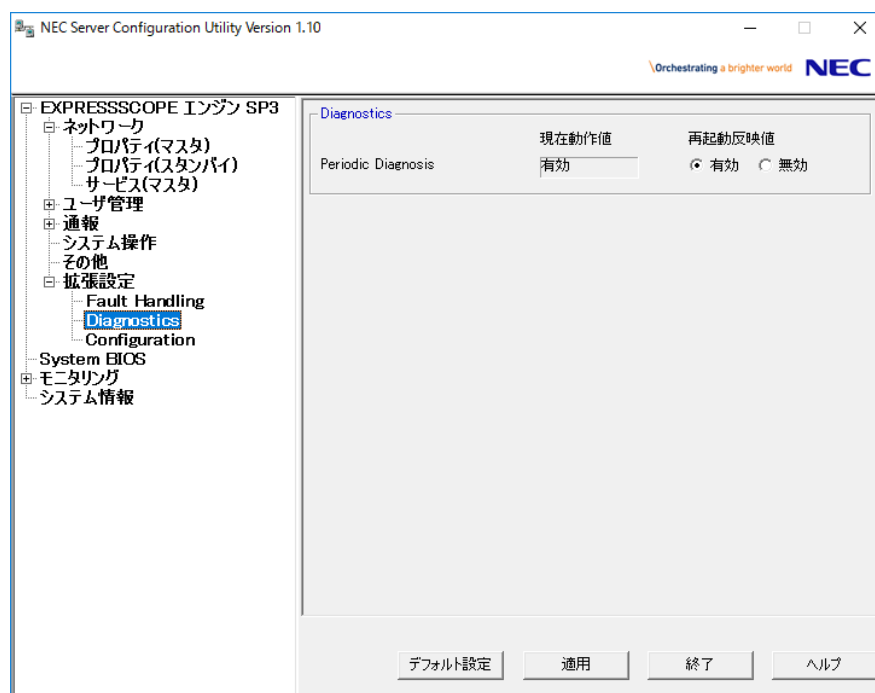 NEC Server Configuration Utility Version 1.10
\Orchestrating a brighter world NEC
EXPRESSSCOPE エンジン SP3
ネットワーク
プロパティ(マスタ)
プロパティ(スタンバイ)
サービス(マスタ)
ユーザ管理
通報
システム操作
その他
拡張設定
Fault Handling
Diagnostics
Configuration
System BIOS
モニタリング
システム情報
Diagnostics
現在動作値 再起動反映値
Periodic Diagnosis 有効 有効 無効
デフォルト設定 適用 終了 ヘルプ